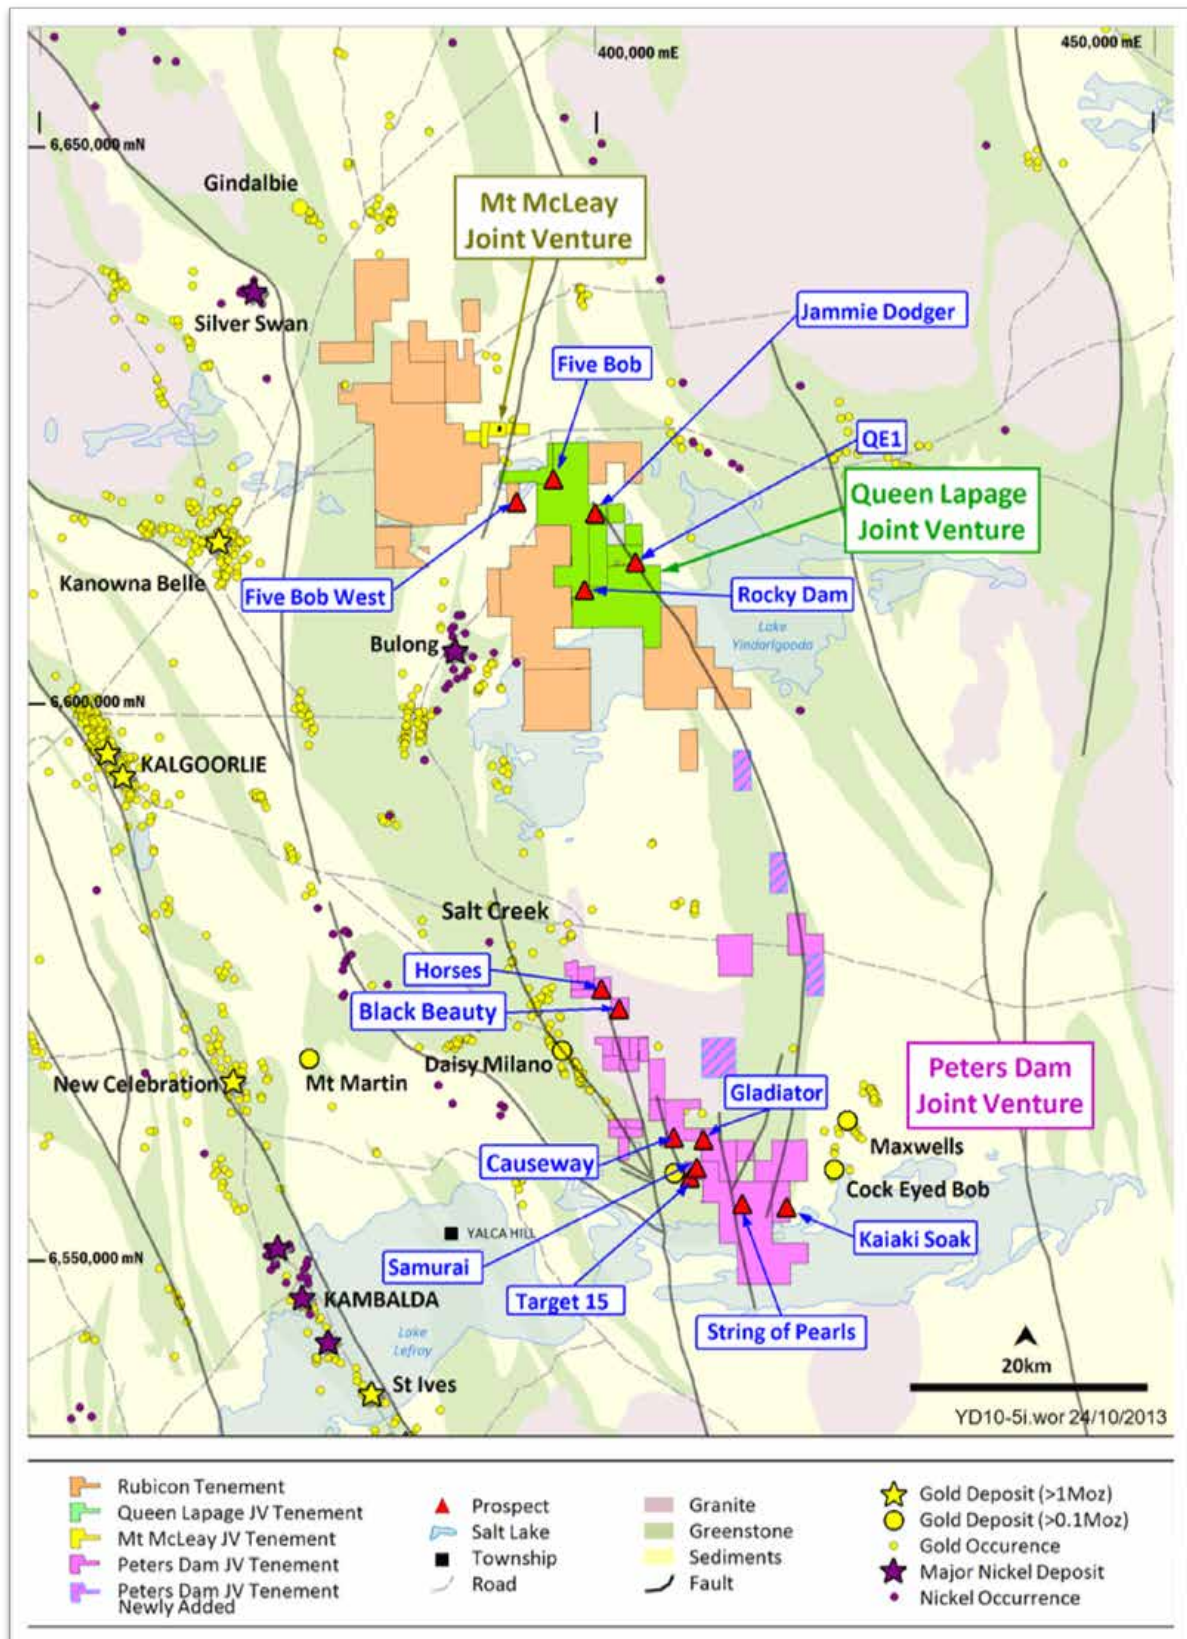 400,000 mE
450,000 mE
6,650,000 mN
Gindalbie
Mt McLeay
Joint Venture
Silver Swan
Jammie Dodger
Five Bob
QE1
Queen Lapage
Joint Venture
Kanowna Belle
Five Bob West
Rocky Dam
Lake
Yindarlgooda
Bulong
6,600,000 mN
KALGOORLIE
Salt Creek
Horses
Black Beauty
Daisy Milano
New Celebration
Mt Martin
Peters Dam
Joint Venture
Gladiator
Maxwells
Causeway
Cock Eyed Bob
YALCA HILL
Kaiaki Soak
6,550,000 mN
Samurai
Target 15
KAMBALDA
String of Pearls
Lake
Lefroy
20km
St Ives
YD10-5i.wor 24/10/2013
Rubicon Tenement
Queen Lapage JV Tenement
Mt McLeay JV Tenement
Peters Dam JV Tenement
Peters Dam JV Tenement
Newly Added
Prospect
Salt Lake
Township
Road
Granite
Greenstone
Sediments
Fault
Gold Deposit (>1Moz)
Gold Deposit (>0.1Moz)
Gold Occurence
Major Nickel Deposit
Nickel Occurrence